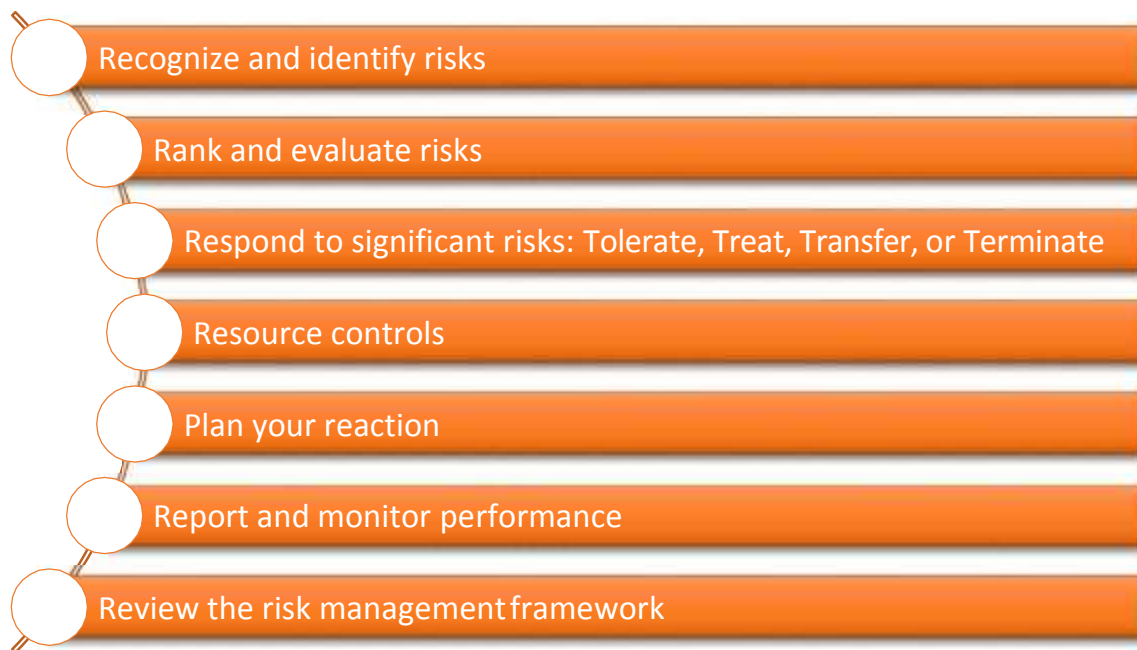 Recognize and identify risks
Rank and evaluate risks
Respond to significant risks: Tolerate, Treat, Transfer, or Terminate
Resource controls
Plan your reaction
Report and monitor performance
Review the risk management framework